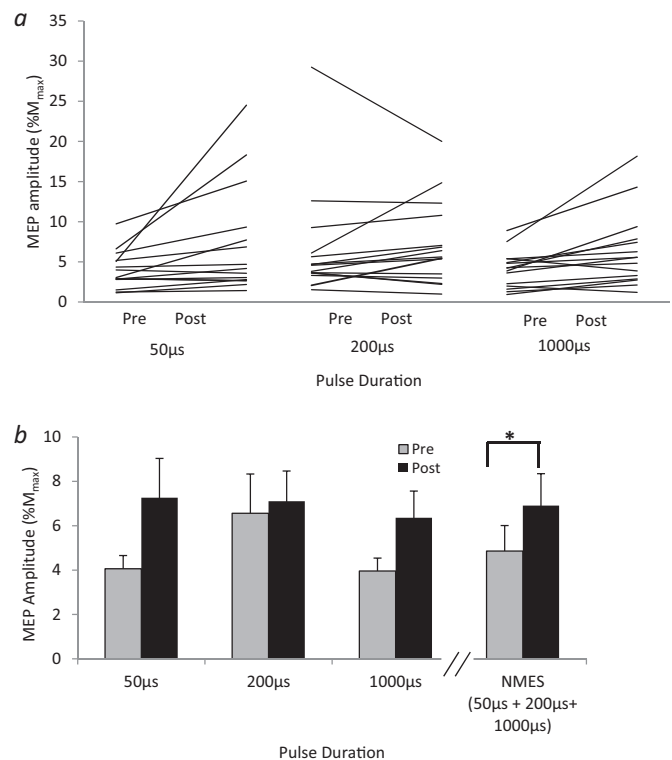 a
35
30
25
20
15
10
5
0
MEP amplitude (%Mmax)
Pre Post Pre Post Pre Post
50µs 200µs 1000µs
Pulse Duration
b
10
8
6
4
2
0
MEP Amplitude (%Mmax)
Pre
Post
*
50µs 200µs 1000µs NMES
(50µs + 200µs+
1000µs)
Pulse Duration